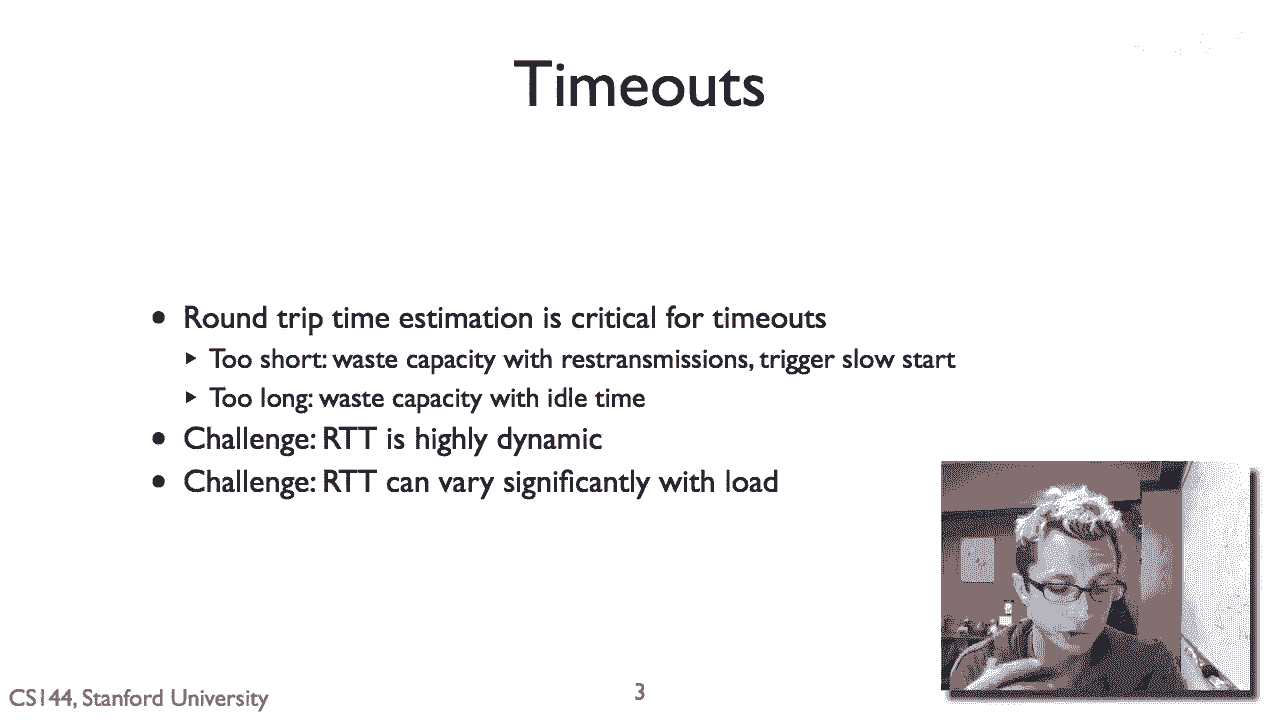 Timeouts
• Round trip time estimation is critical for timeouts
▸ Too short: waste capacity with restransmissions, trigger slow start
▸ Too long: waste capacity with idle time
• Challenge: RTT is highly dynamic
• Challenge: RTT can vary significantly with load
CS144, Stanford University
3